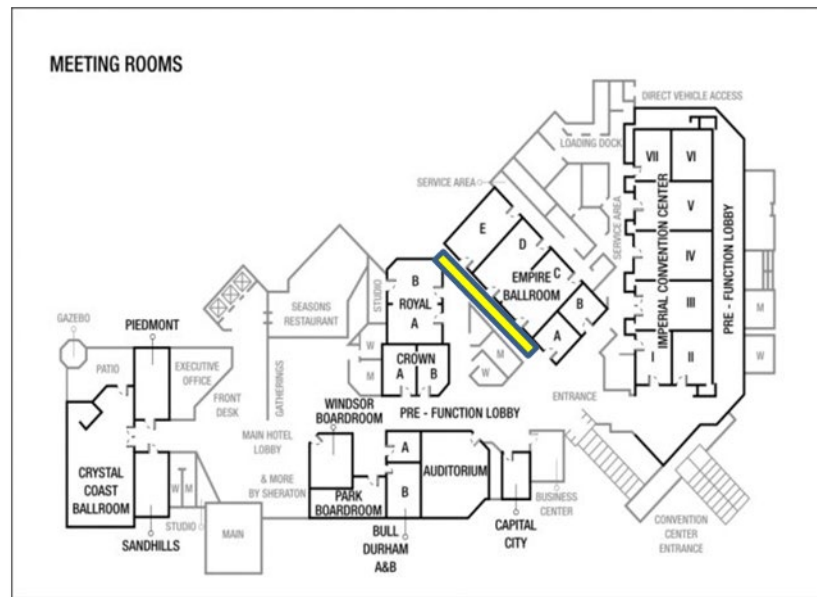 MEETING ROOMS
DIRECT VEHICLE ACCESS
LOADING DOCK
SERVICE AREA
VII
VI
V
IV
III
I
II
IMPERIAL CONVENTION CENTER
PRE - FUNCTION LOBBY
SERVICE AREA
M
W
E
D
C
EMPIRE
BALLROOM
B
A
M
W
B
ROYAL
A
STUDIO
W
M
CROWN
A
B
SEASONS
RESTAURANT
GAZEBO
PIEDMONT
PATIO
EXECUTIVE
OFFICE
FRONT
DESK
GATHERINGS
MAIN HOTEL
LOBBY
WINDSOR
BOARDROOM
PRE - FUNCTION LOBBY
ENTRANCE
CRYSTAL
COAST
BALLROOM
W
M
STUDIO
SANDHILLS
MAIN
& MORE
BY SHERATON
PARK
BOARDROOM
A
B
AUDITORIUM
BULL
DURHAM
A&B
CAPITAL
CITY
BUSINESS
CENTER
CONVENTION
CENTER
ENTRANCE